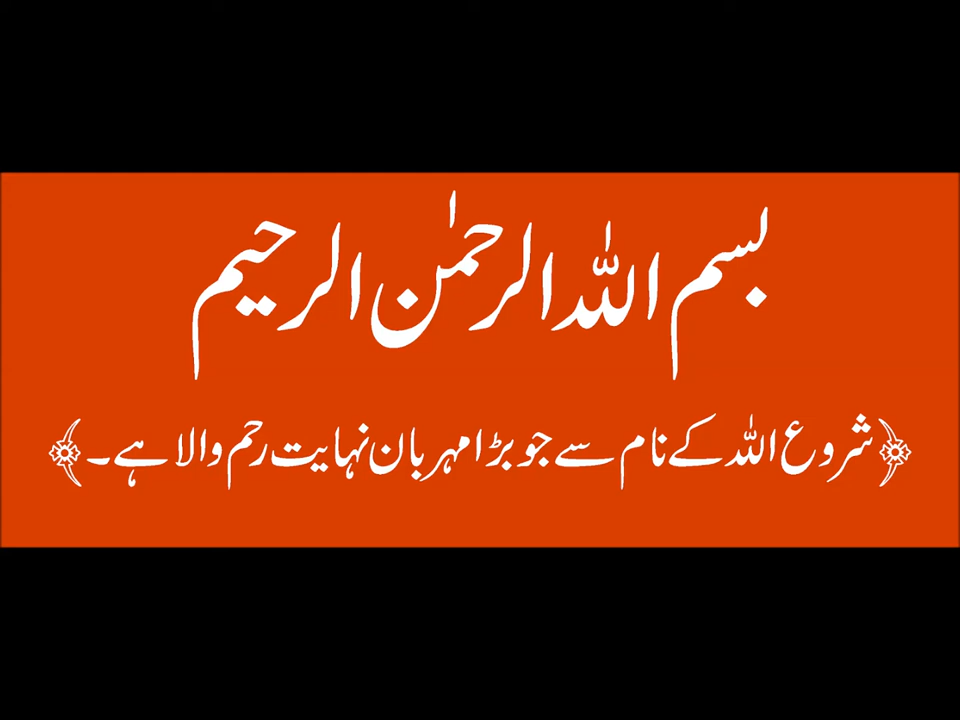 بسم اللہ الرحمٰن الرحیم
﴿شروع اللہ کے نام سے جو بڑا مہربان نہایت رحم والا ہے۔﴾